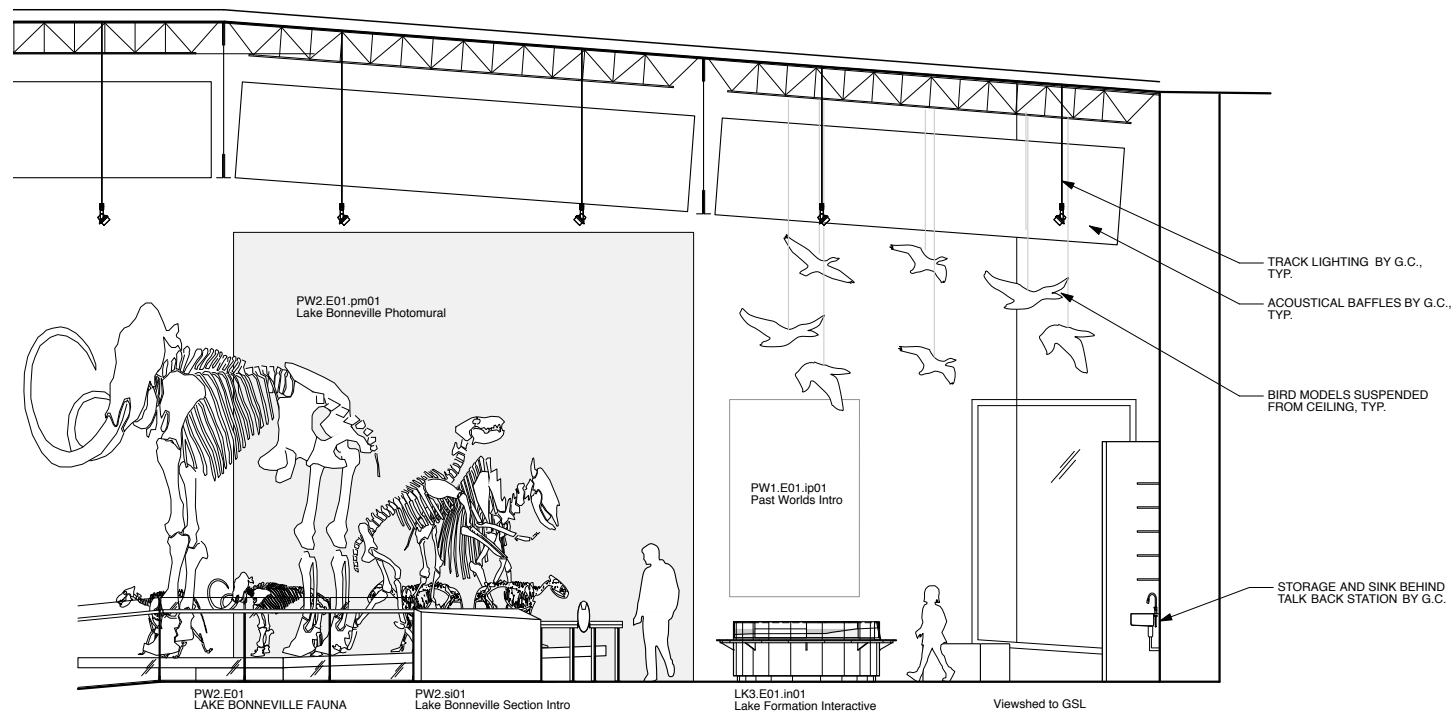 TRACK LIGHTING BY G.C.,
TYP.
ACOUSTICAL BAFFLES BY G.C.,
TYP.
PW2.E01.pm01
Lake Bonneville Photomural
BIRD MODELS SUSPENDED
FROM CEILING, TYP.
PW1.E01.ip01
Past Worlds Intro
STORAGE AND SINK BEHIND
TALK BACK STATION BY G.C.
PW2.E01
LAKE BONNEVILLE FAUNA
PW2.si01
Lake Bonneville Section Intro
LK3.E01.in01
Lake Formation Interactive
Viewshed to GSL